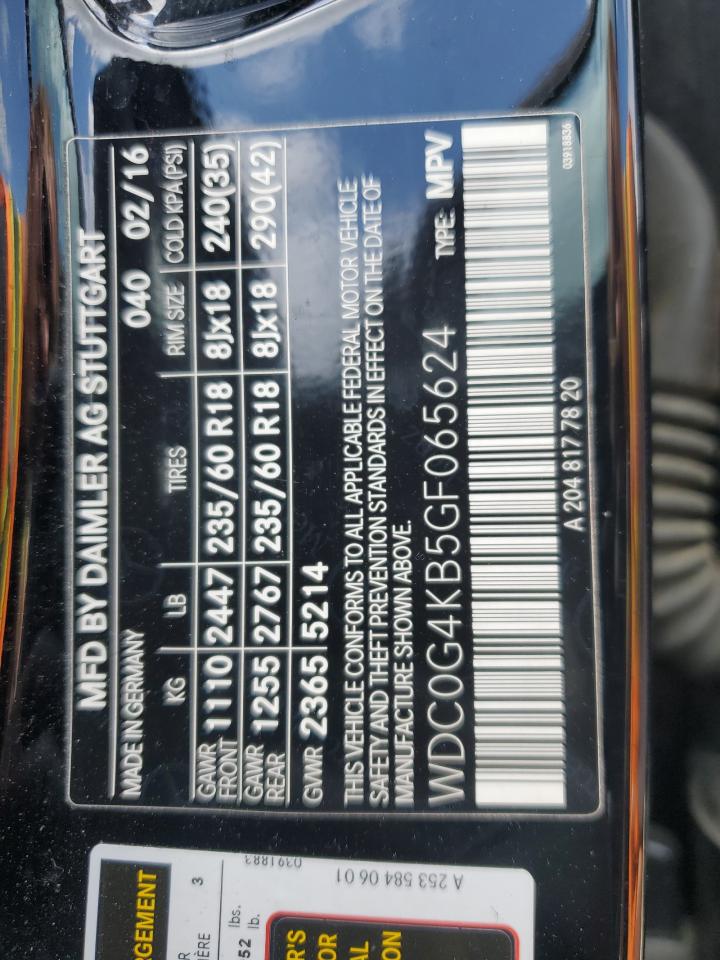 MFD BY DAIMLER AG STUTTGART
MADE IN GERMANY 040 02/16
KG LB TIRES RIM SIZE COLD KPA(PSI)
GAWR FRONT 1110 2447 235/60 R18 8Jx18 240(35)
GAWR REAR 1255 2767 235/60 R18 8Jx18 290(42)
GVWR 2365 5214
THIS VEHICLE CONFORMS TO ALL APPLICABLE FEDERAL MOTOR VEHICLE
SAFETY AND THEFT PREVENTION STANDARDS IN EFFECT ON THE DATE OF
MANUFACTURE SHOWN ABOVE.
WDC0G4KB5GF065624 TYPE: MPV
A 204 817 78 20
03918836
A 253 584 06 01
0391883
3
52 lbs.
lb.